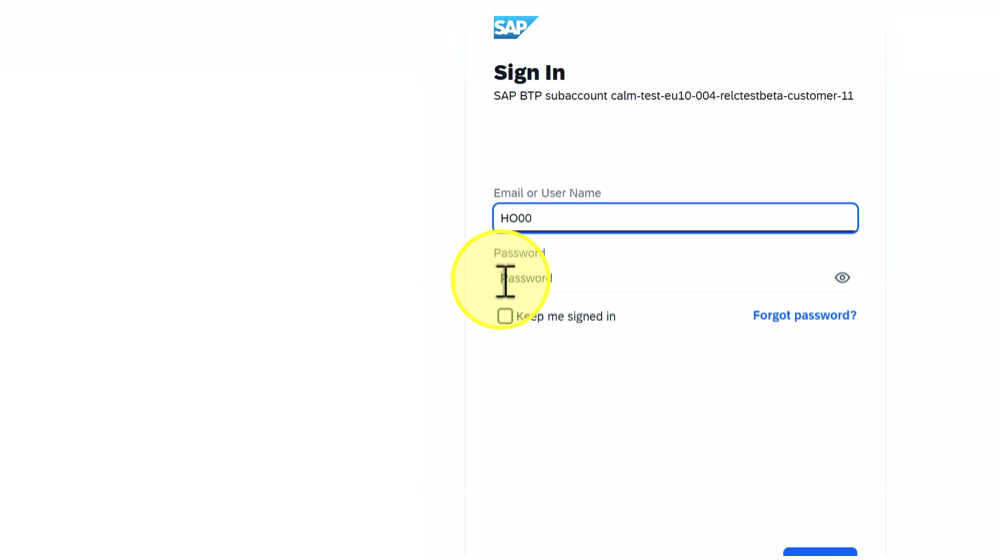 SAP
Sign In
SAP BTP subaccount calm-test-eu10-004-relctestbeta-customer-11
Email or User Name
HO00
Password
Password
Keep me signed in
Forgot password?